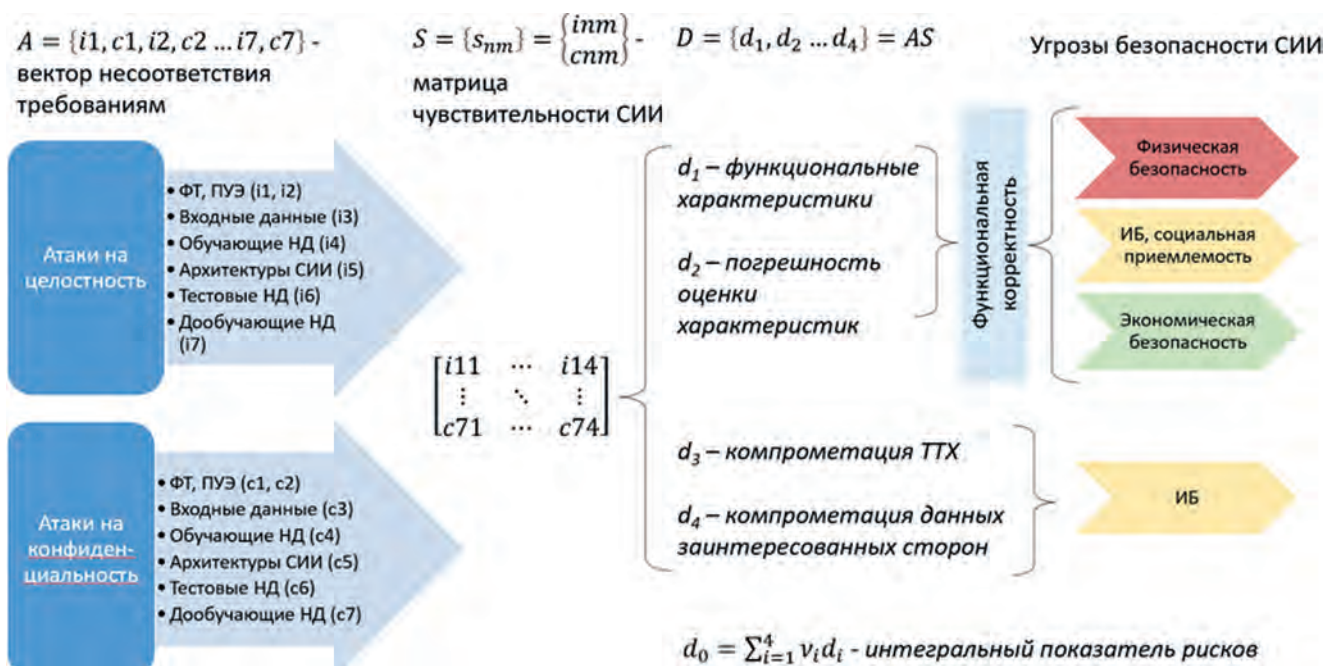 A = {i1, c1, i2, c2 ... i7, c7} -
вектор несоответствия
требованиям
S = {s_{nm}} = {inm cnm} -
матрица
чувствительности СИИ
D = {d₁, d₂ ... d₄} = AS
Угрозы безопасности СИИ
Атаки на
целостность
• ФТ, ПУЭ (i1, i2)
• Входные данные (i3)
• Обучающие НД (i4)
• Архитектуры СИИ (i5)
• Тестовые НД (i6)
• Дообучающие НД
(i7)
Атаки на
конфиден-
циальность
• ФТ, ПУЭ (c1, c2)
• Входные данные (c3)
• Обучающие НД (c4)
• Архитектуры СИИ (c5)
• Тестовые НД (c6)
• Дообучающие НД (c7)
i11 ⋯ i14
⋮ ⋱ ⋮
c71 ⋯ c74
d₁ – функциональные
характеристики
d₂ – погрешность
оценки
характеристик
d₃ – компрометация ТТХ
d₄ – компрометация данных
заинтересованных сторон
Функциональная
корректность
Физическая
безопасность
ИБ, социальная
приемлемость
Экономическая
безопасность
ИБ
d₀ = ∑_{i=1}^{4} v_i d_i - интегральный показатель рисков